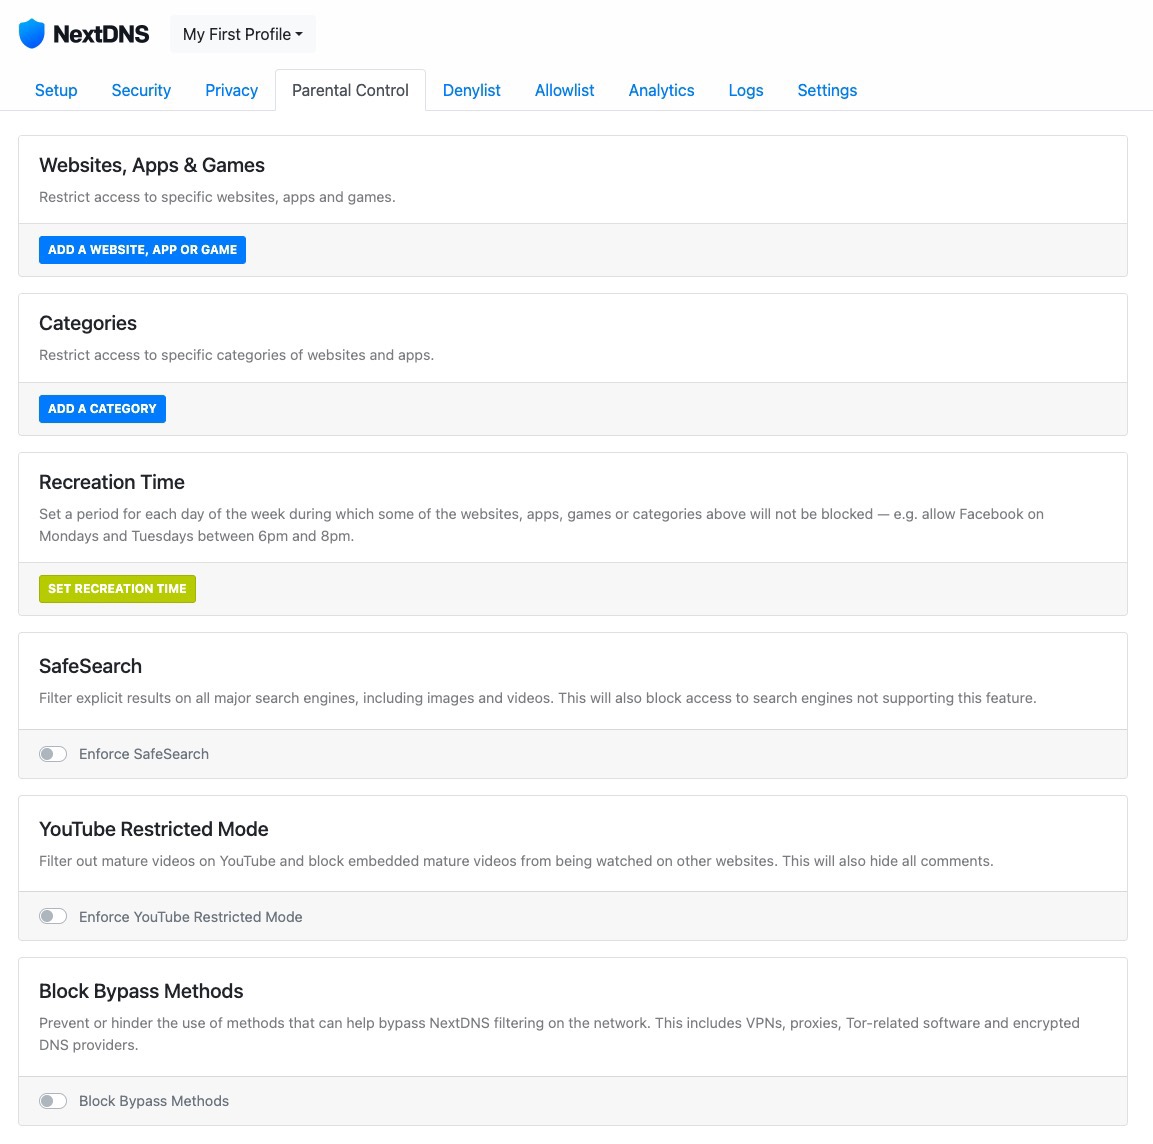 NextDNS
My First Profile
Setup
Security
Privacy
Parental Control
Denylist
Allowlist
Analytics
Logs
Settings
Websites, Apps & Games
Restrict access to specific websites, apps and games.
ADD A WEBSITE, APP OR GAME
Categories
Restrict access to specific categories of websites and apps.
ADD A CATEGORY
Recreation Time
Set a period for each day of the week during which some of the websites, apps, games or categories above will not be blocked — e.g. allow Facebook on
Mondays and Tuesdays between 6pm and 8pm.
SET RECREATION TIME
SafeSearch
Filter explicit results on all major search engines, including images and videos. This will also block access to search engines not supporting this feature.
Enforce SafeSearch
YouTube Restricted Mode
Filter out mature videos on YouTube and block embedded mature videos from being watched on other websites. This will also hide all comments.
Enforce YouTube Restricted Mode
Block Bypass Methods
Prevent or hinder the use of methods that can help bypass NextDNS filtering on the network. This includes VPNs, proxies, Tor-related software and encrypted
DNS providers.
Block Bypass Methods